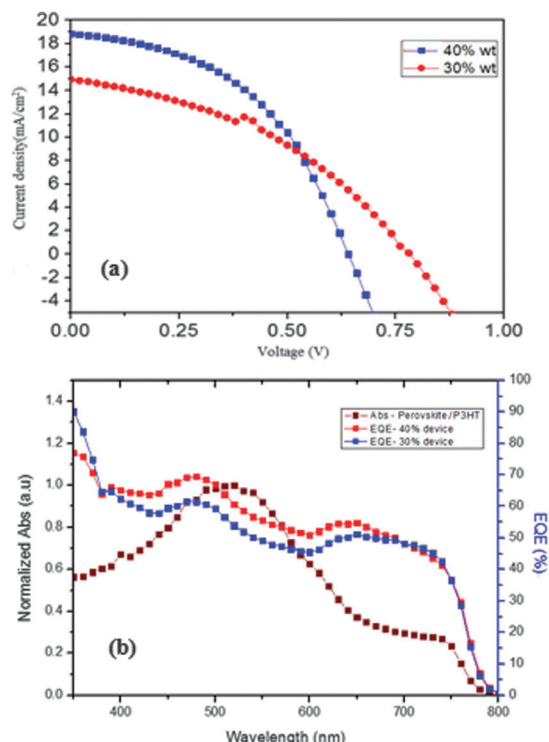 20
18
16
14
12
10
8
6
4
2
0
-2
-4
Current density(mA/cm²)
40% wt
30% wt
(a)
0.00 0.25 0.50 0.75 1.00
Voltage (V)
1.4
1.2
1.0
0.8
0.6
0.4
0.2
0.0
Normalized Abs (a.u)
Abs - Perovskite/P3HT
EQE- 40% device
EQE- 30% device
100
90
80
70
60
50
40
30
20
10
0
EQE (%)
(b)
400 500 600 700 800
Wavelength (nm)